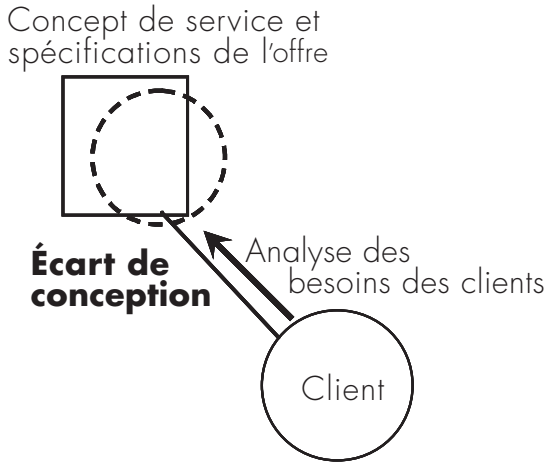 Concept de service et
spécifications de l'offre
Écart de
conception
Analyse des
besoins des clients
Client